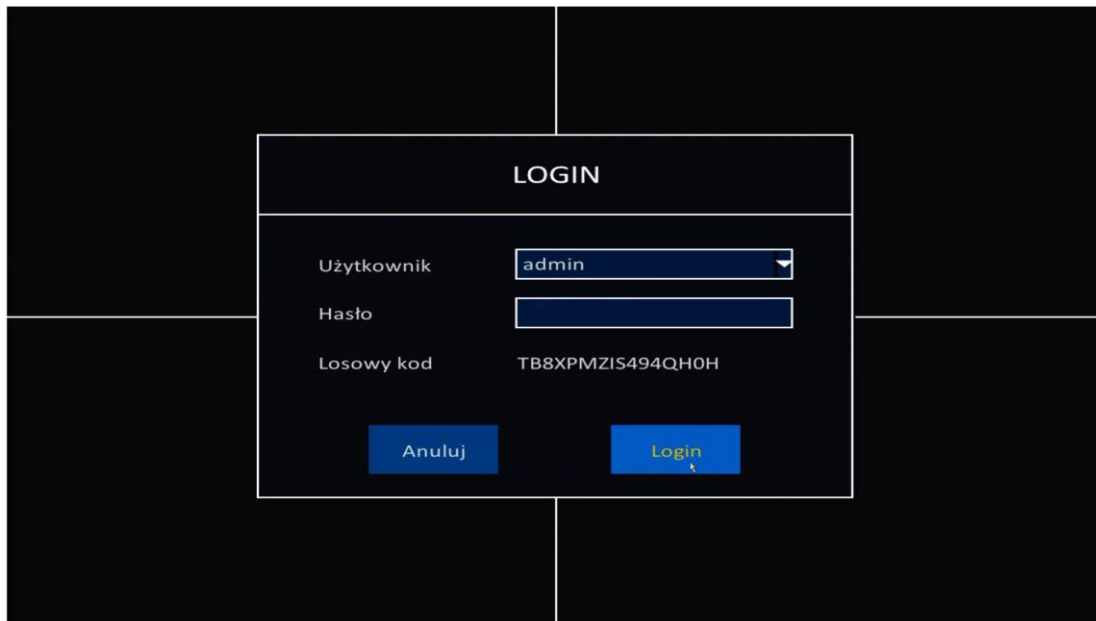 LOGIN
Użytkownik admin
Hasło
Losowy kod TB8XPMZIS494QH0H
Anuluj Login